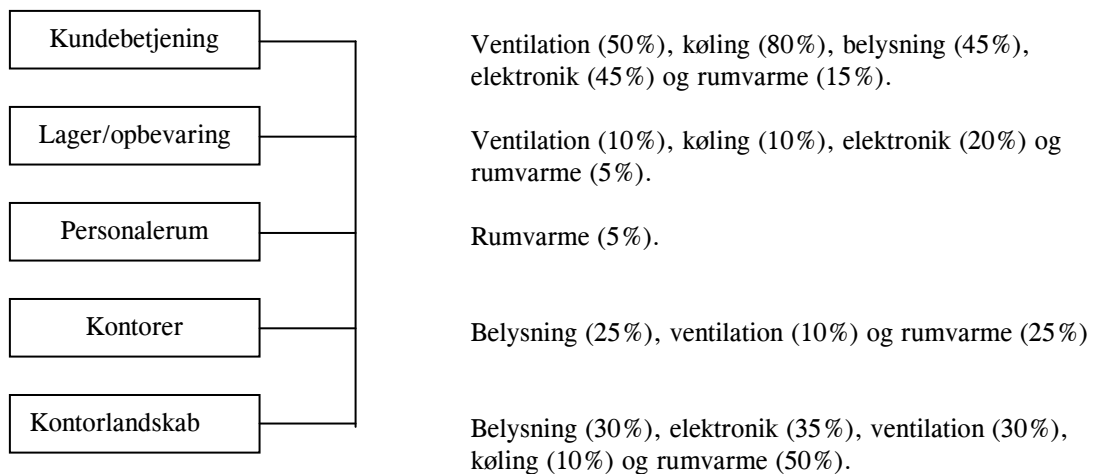 Kundebetjening
Ventilation (50%), køling (80%), belysning (45%),
elektronik (45%) og rumvarme (15%).
Lager/opbevaring
Ventilation (10%), køling (10%), elektronik (20%) og
rumvarme (5%).
Personalerum
Rumvarme (5%).
Kontorer
Belysning (25%), ventilation (10%) og rumvarme (25%)
Kontorlandskab
Belysning (30%), elektronik (35%), ventilation (30%),
køling (10%) og rumvarme (50%).